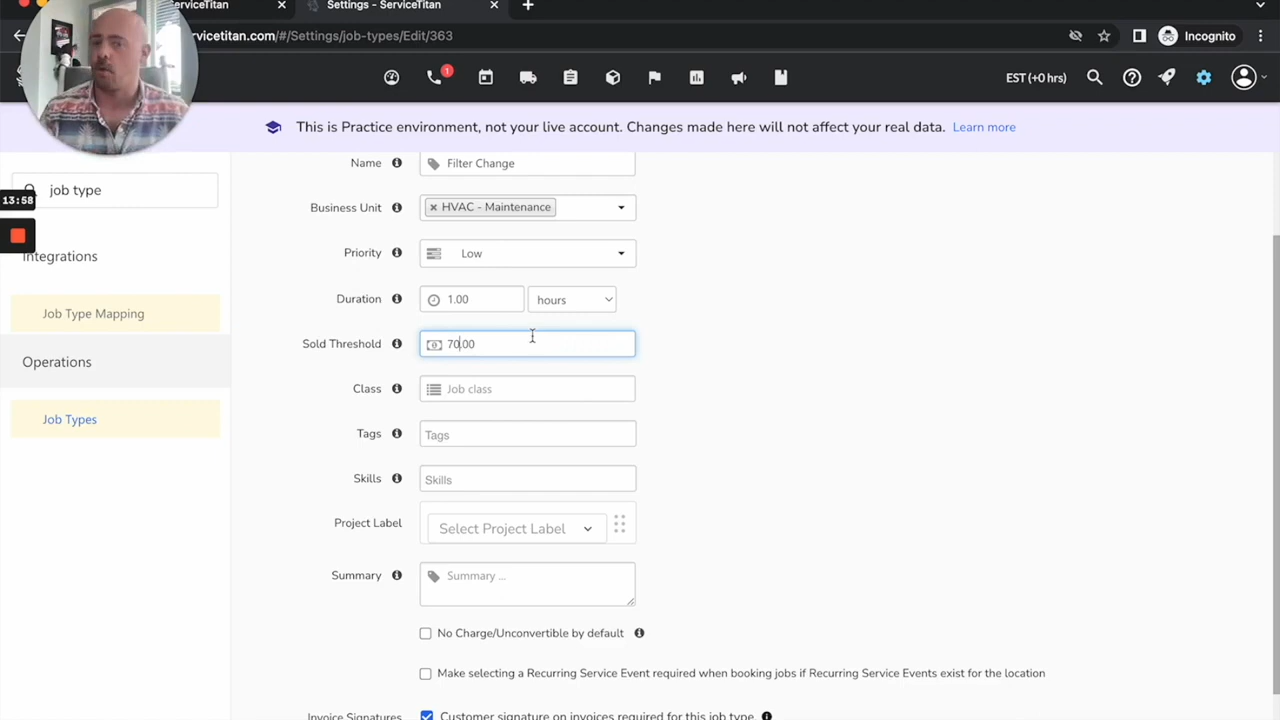 Settings - ServiceTitan
ServiceTitan
rvicetitan.com/#/Settings/job-types/Edit/363
Incognito
1
EST (+0 hrs)
This is Practice environment, not your live account. Changes made here will not affect your real data. Learn more
job type
13:58
Integrations
Job Type Mapping
Operations
Job Types
Name Filter Change
Business Unit × HVAC - Maintenance
Priority Low
Duration 1.00 hours
Sold Threshold 70.00
Class Job class
Tags Tags
Skills Skills
Project Label Select Project Label
Summary Summary ...
No Charge/Unconvertible by default
Make selecting a Recurring Service Event required when booking jobs if Recurring Service Events exist for the location
Invoice Signatures Customer signature on invoices required for this job type.